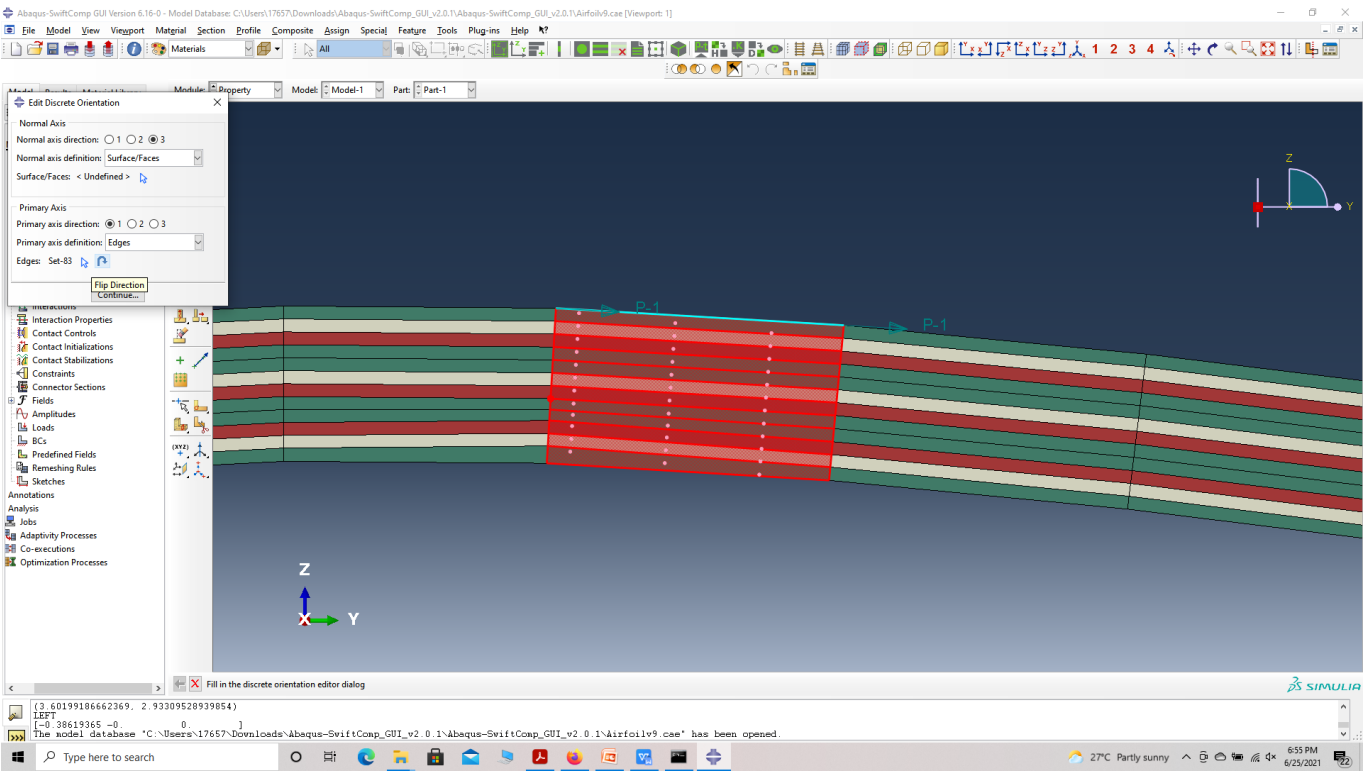 Abaqus-SwiftComp GUI Version 6.16-0 - Model Database: C:\Users\17657\Downloads\Abaqus-SwiftComp_GUI_v2.0.1\Abaqus-SwiftComp_GUI_v2.0.1\Airfoilv9.cae [Viewport: 1]
File Model View Viewport Material Section Profile Composite Assign Special Feature Tools Plug-ins Help
Materials All 1 2 3 4
Module: Property Model: Model-1 Part: Part-1
Edit Discrete Orientation
Normal Axis
Normal axis direction: 1 2 3
Normal axis definition: Surface/Faces
Surface/Faces: < Undefined >
Primary Axis
Primary axis direction: 1 2 3
Primary axis definition: Edges
Edges: Set-83
Flip Direction
Continue...
Z
X Y
P-1
P-1
Interactions
Interaction Properties
Contact Controls
Contact Initializations
Contact Stabilizations
Constraints
Connector Sections
Fields
Amplitudes
Loads
BCs
Predefined Fields
Remeshing Rules
Sketches
Annotations
Analysis
Jobs
Adaptivity Processes
Co-executions
Optimization Processes
(XYZ)
Z
X Y
Fill in the discrete orientation editor dialog
SIMULIA
(3.60199186662369, 2.93309528939854)
LEFT
[-0.38619365 -0. 0. ]
The model database "C:\Users\17657\Downloads\Abaqus-SwiftComp_GUI_v2.0.1\Abaqus-SwiftComp_GUI_v2.0.1\Airfoilv9.cae" has been opened.
Type here to search
27°C Partly sunny
6:55 PM
6/25/2021
22